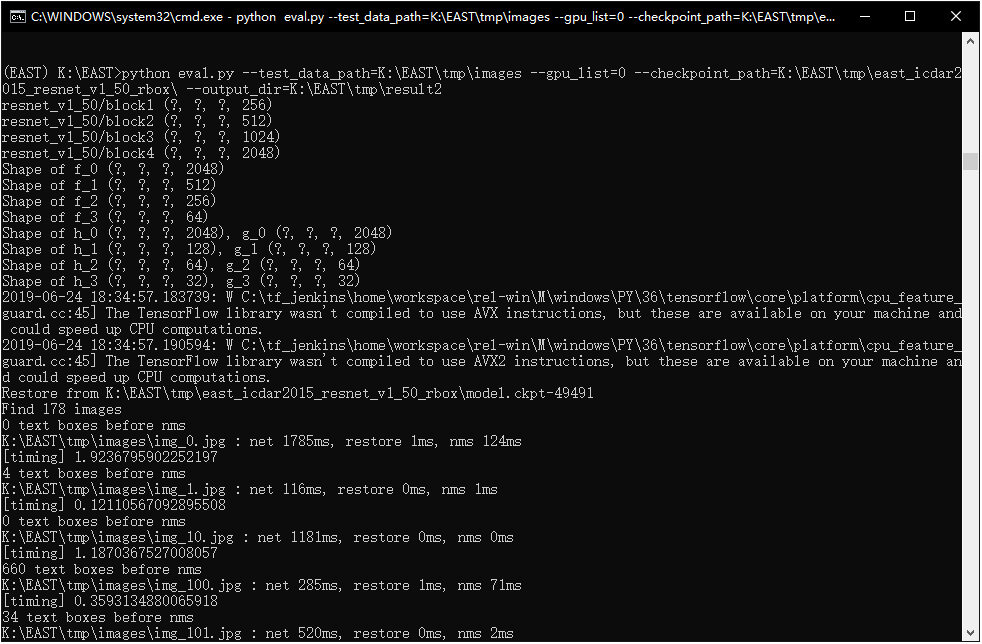 C:\WINDOWS\system32\cmd.exe - python  eval.py --test_data_path=K:\EAST\tmp\images --gpu_list=0 --checkpoint_path=K:\EAST\tmp\e...
(EAST) K:\EAST>python eval.py --test_data_path=K:\EAST\tmp\images --gpu_list=0 --checkpoint_path=K:\EAST\tmp\east_icdar2
015_resnet_v1_50_rbox\ --output_dir=K:\EAST\tmp\result2
resnet_v1_50/block1 (?, ?, ?, 256)
resnet_v1_50/block2 (?, ?, ?, 512)
resnet_v1_50/block3 (?, ?, ?, 1024)
resnet_v1_50/block4 (?, ?, ?, 2048)
Shape of f_0 (?, ?, ?, 2048)
Shape of f_1 (?, ?, ?, 512)
Shape of f_2 (?, ?, ?, 256)
Shape of f_3 (?, ?, ?, 64)
Shape of h_0 (?, ?, ?, 2048), g_0 (?, ?, ?, 2048)
Shape of h_1 (?, ?, ?, 128), g_1 (?, ?, ?, 128)
Shape of h_2 (?, ?, ?, 64), g_2 (?, ?, ?, 64)
Shape of h_3 (?, ?, ?, 32), g_3 (?, ?, ?, 32)
2019-06-24 18:34:57.183739: W C:\tf_jenkins\home\workspace\rel-win\M\windows\PY\36\tensorflow\core\platform\cpu_feature_
guard.cc:45] The TensorFlow library wasn't compiled to use AVX instructions, but these are available on your machine and
 could speed up CPU computations.
2019-06-24 18:34:57.190594: W C:\tf_jenkins\home\workspace\rel-win\M\windows\PY\36\tensorflow\core\platform\cpu_feature_
guard.cc:45] The TensorFlow library wasn't compiled to use AVX2 instructions, but these are available on your machine an
d could speed up CPU computations.
Restore from K:\EAST\tmp\east_icdar2015_resnet_v1_50_rbox\model.ckpt-49491
Find 178 images
0 text boxes before nms
K:\EAST\tmp\images\img_0.jpg : net 1785ms, restore 1ms, nms 124ms
[timing] 1.9236795902252197
4 text boxes before nms
K:\EAST\tmp\images\img_1.jpg : net 116ms, restore 0ms, nms 1ms
[timing] 0.12110567092895508
0 text boxes before nms
K:\EAST\tmp\images\img_10.jpg : net 1181ms, restore 0ms, nms 0ms
[timing] 1.1870367527008057
660 text boxes before nms
K:\EAST\tmp\images\img_100.jpg : net 285ms, restore 1ms, nms 71ms
[timing] 0.3593134880065918
34 text boxes before nms
K:\EAST\tmp\images\img_101.jpg : net 520ms, restore 0ms, nms 2ms